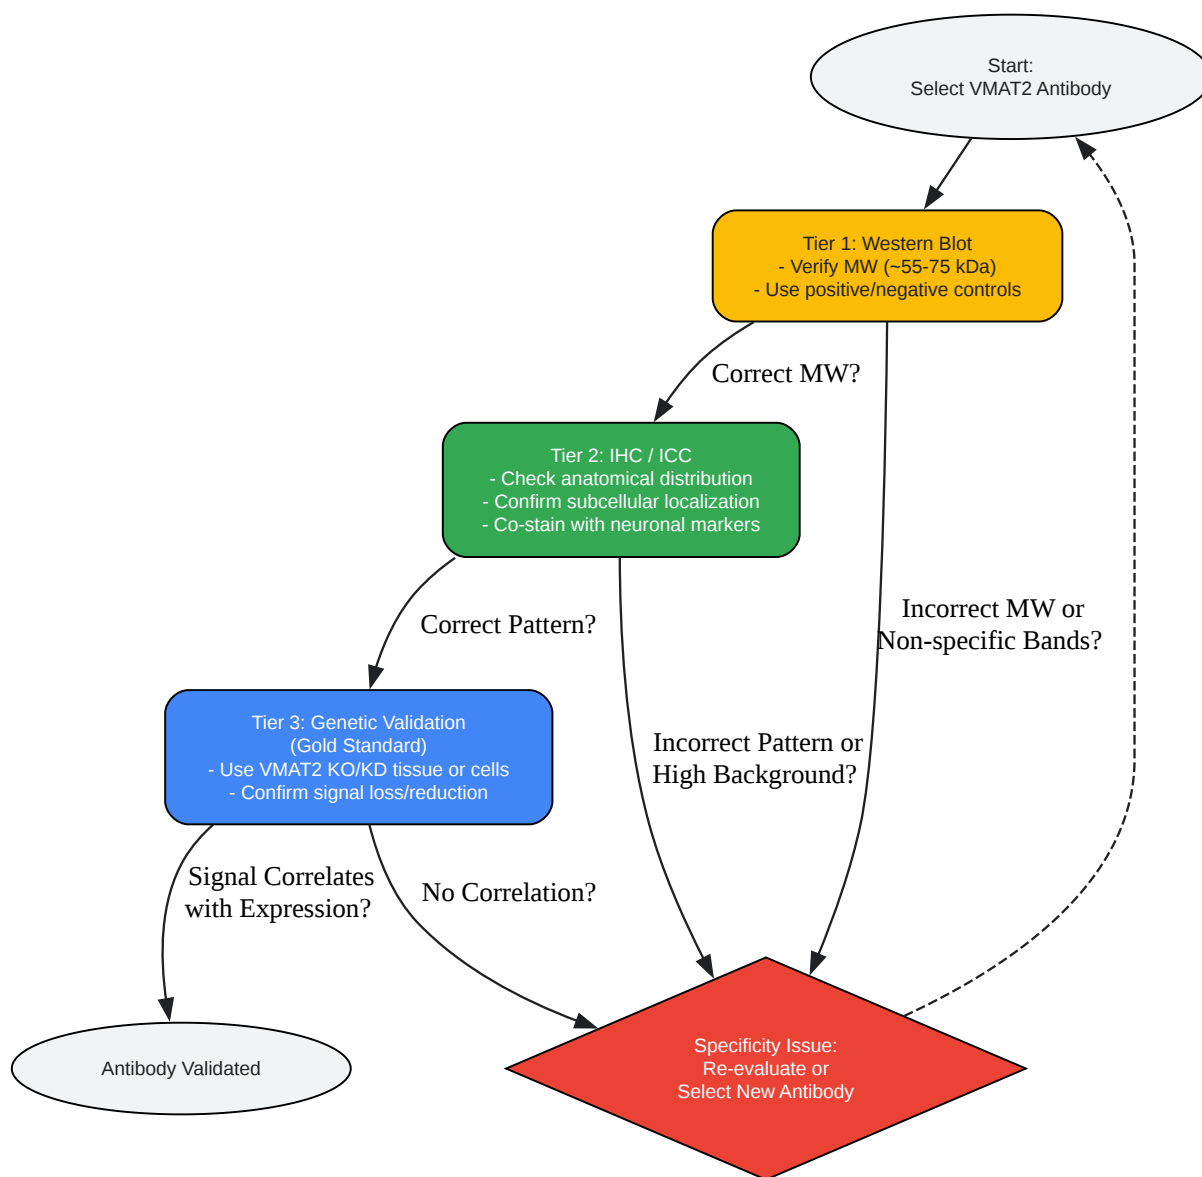 Start:
Select VMAT2 Antibody
Tier 1: Western Blot
- Verify MW (~55-75 kDa)
- Use positive/negative controls
Correct MW?
Tier 2: IHC / ICC
- Check anatomical distribution
- Confirm subcellular localization
- Co-stain with neuronal markers
Incorrect MW or
Non-specific Bands?
Correct Pattern?
Tier 3: Genetic Validation
(Gold Standard)
- Use VMAT2 KO/KD tissue or cells
- Confirm signal loss/reduction
Incorrect Pattern or
High Background?
Signal Correlates
with Expression?
No Correlation?
Antibody Validated
Specificity Issue:
Re-evaluate or
Select New Antibody